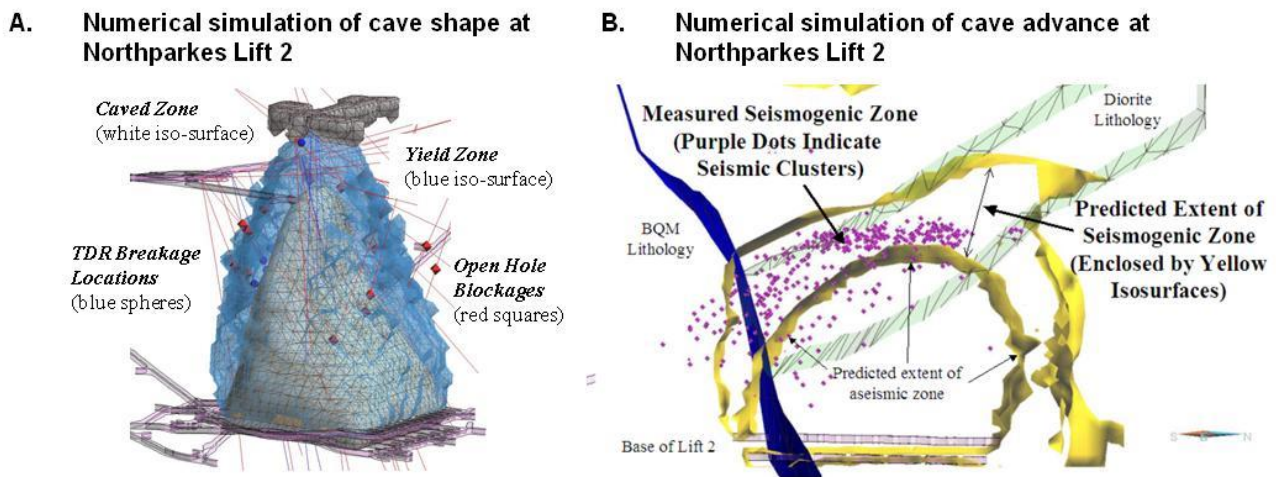 A. Numerical simulation of cave shape at
Northparkes Lift 2
Caved Zone
(white iso-surface)
Yield Zone
(blue iso-surface)
TDR Breakage
Locations
(blue spheres)
Open Hole
Blockages
(red squares)
B. Numerical simulation of cave advance at
Northparkes Lift 2
Measured Seismogenic Zone
(Purple Dots Indicate
Seismic Clusters)
Diorite
Lithology
BQM
Lithology
Predicted Extent of
Seismogenic Zone
(Enclosed by Yellow
Isosurfaces)
Predicted extent of
aseismic zone
Base of Lift 2
S N